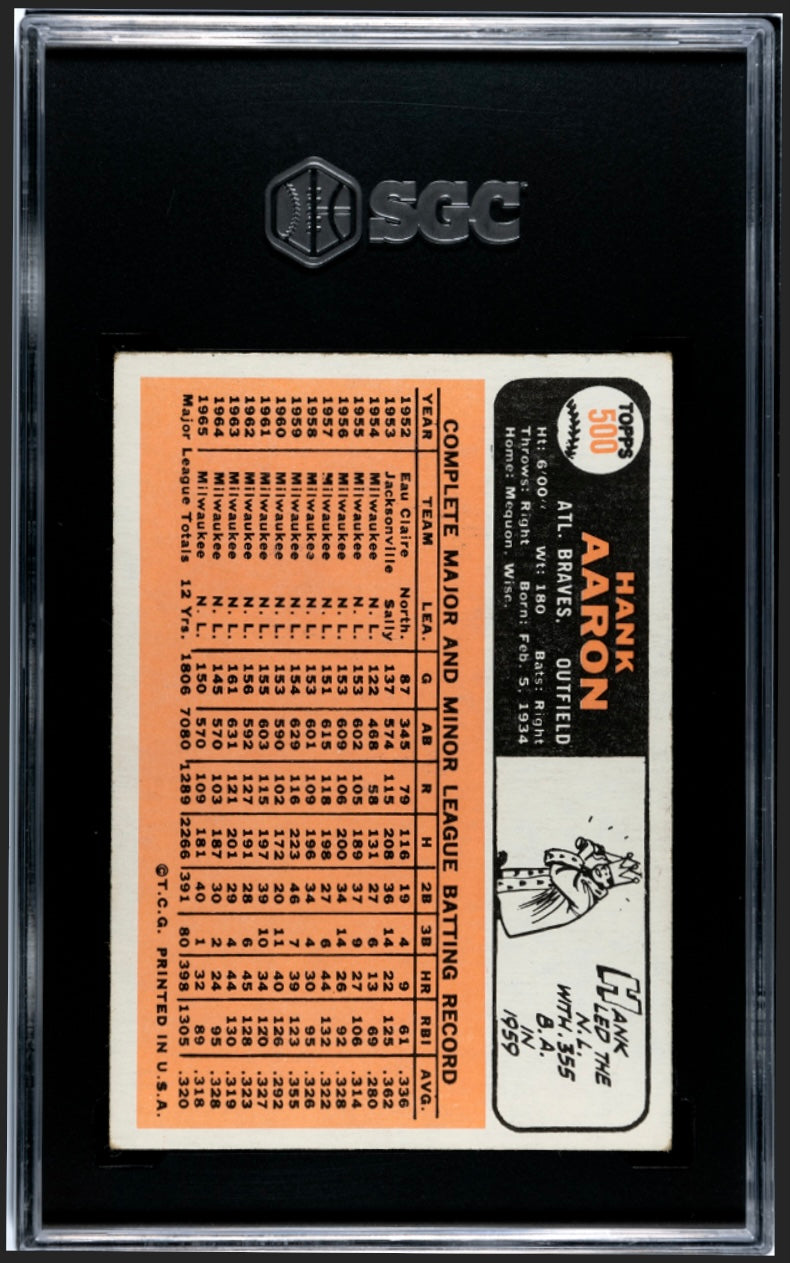 SGC
TOPPS
500
HANK
AARON
ATL. BRAVES, OUTFIELD
Ht: 6'00" Wt: 180 Bats: Right
Throws: Right Born: Feb. 5, 1934
Home: Mequon, Wisc.
HANK
LED THE
N.L.
WITH .355
B.A.
IN
1959
COMPLETE MAJOR AND MINOR LEAGUE BATTING RECORD
YEAR TEAM LEA. G AB R H 2B 3B HR RBI AVG.
1952 Eau Claire North. 87 345 79 116 19 4 9 61 .336
1953 Jacksonville Sally 137 574 115 208 36 14 22 125 .362
1954 Milwaukee N. L. 122 468 58 131 27 6 13 69 .280
1955 Milwaukee N. L. 153 602 105 189 37 9 27 106 .314
1956 Milwaukee N. L. 153 609 106 200 34 14 26 92 .328
1957 Milwaukee N. L. 151 615 118 198 27 6 44 132 .322
1958 Milwaukee N. L. 153 601 109 196 34 4 30 95 .326
1959 Milwaukee N. L. 154 629 116 223 46 7 39 123 .355
1960 Milwaukee N. L. 153 590 102 172 20 11 40 126 .292
1961 Milwaukee N. L. 155 603 115 197 39 10 34 120 .327
1962 Milwaukee N. L. 156 592 127 191 28 6 45 128 .323
1963 Milwaukee N. L. 161 631 121 201 29 4 44 130 .319
1964 Milwaukee N. L. 145 570 103 187 30 2 24 95 .328
1965 Milwaukee N. L. 150 570 109 181 40 1 32 89 .318
Major League Totals 12 Yrs. 1806 7080 1289 2266 391 80 398 1305 .320
©T.C.G. PRINTED IN U.S.A.